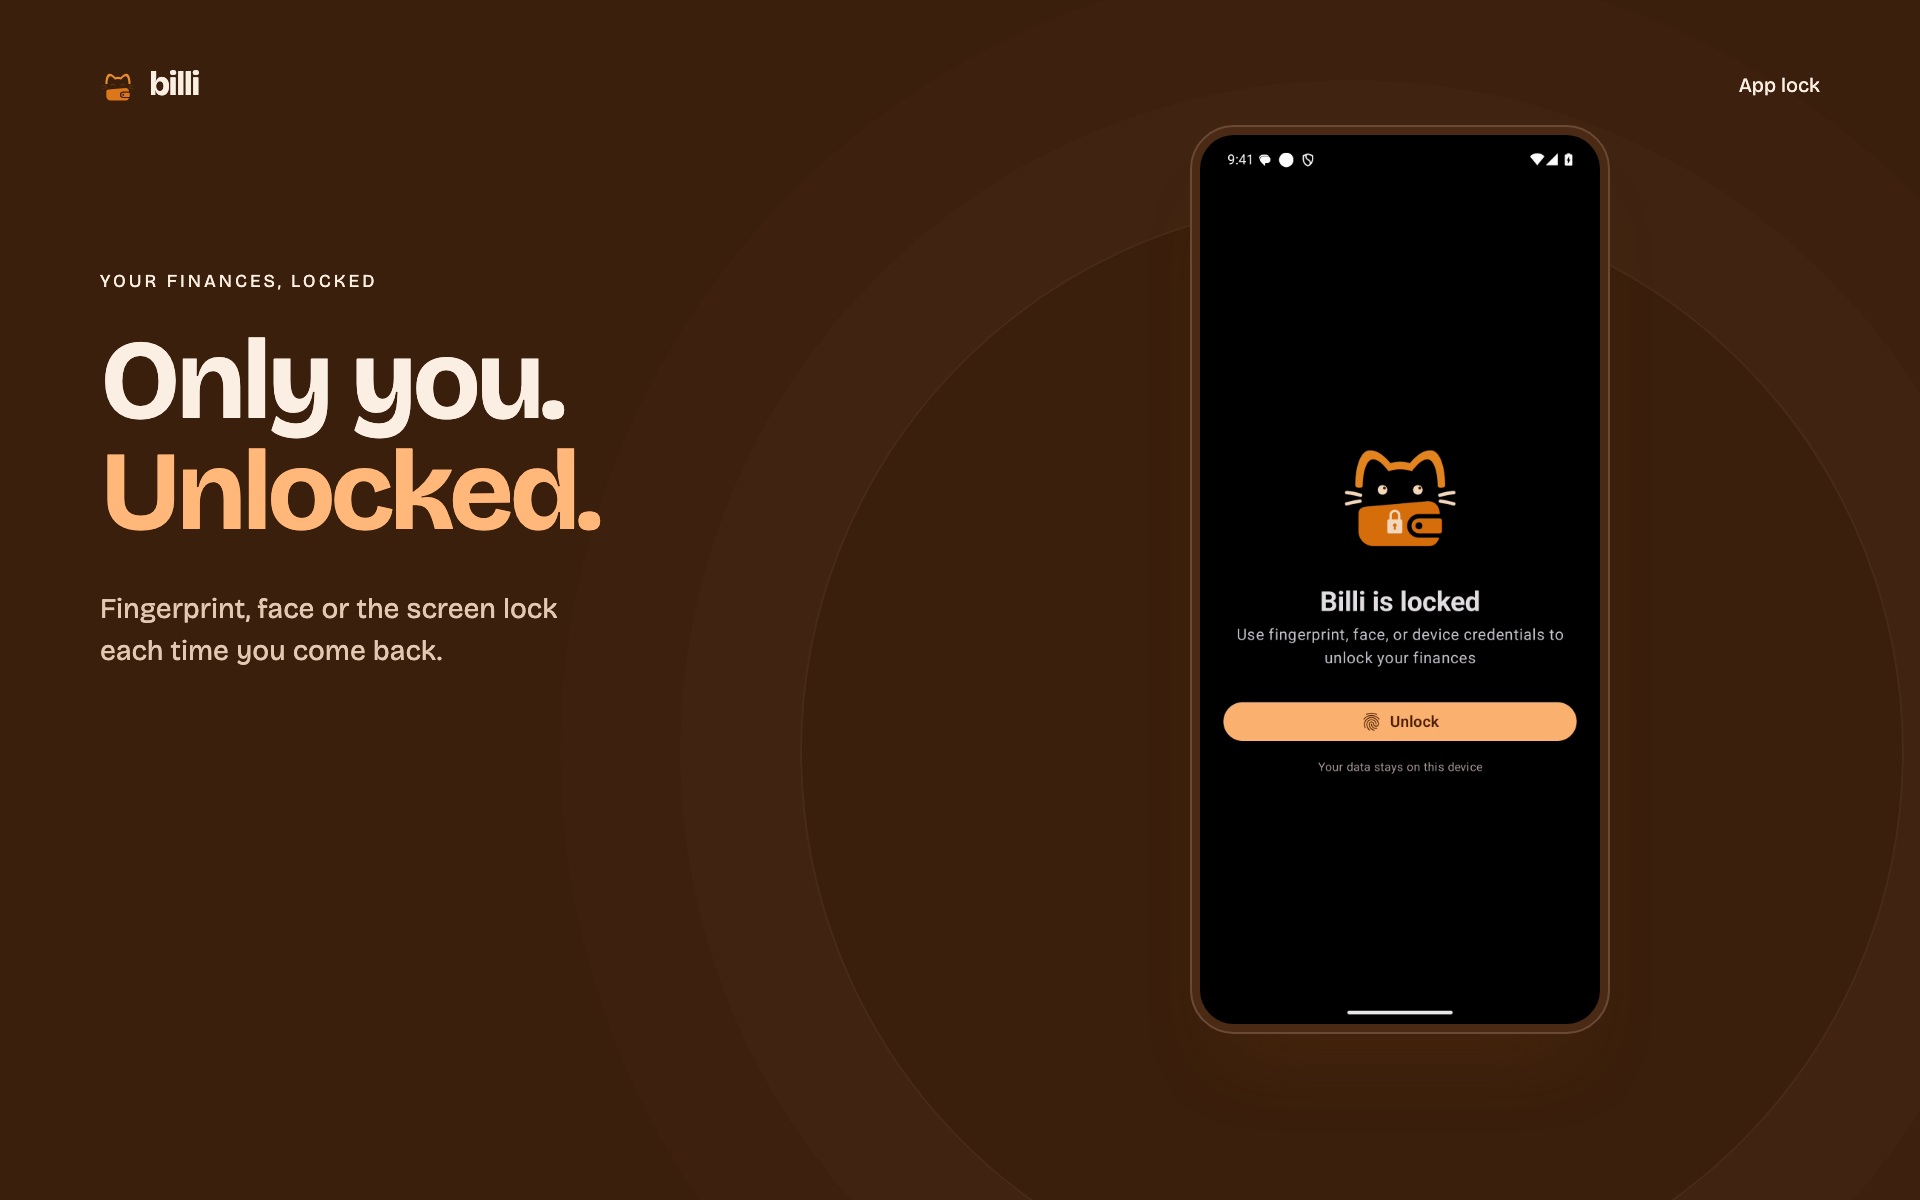 billi
App lock
YOUR FINANCES, LOCKED
Only you.
Unlocked.
Fingerprint, face or the screen lock
each time you come back.
9:41
Billi is locked
Use fingerprint, face, or device credentials to
unlock your finances
Unlock
Your data stays on this device